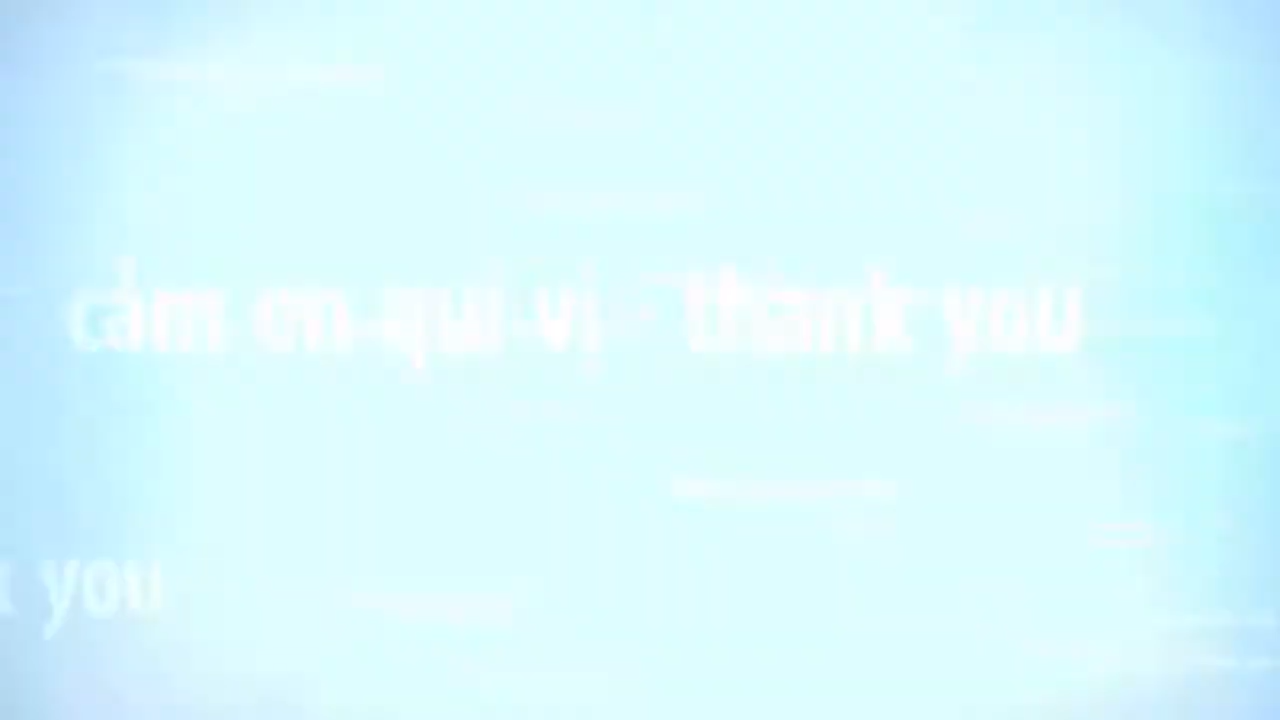 cảm ơn quí vị - thank you
you